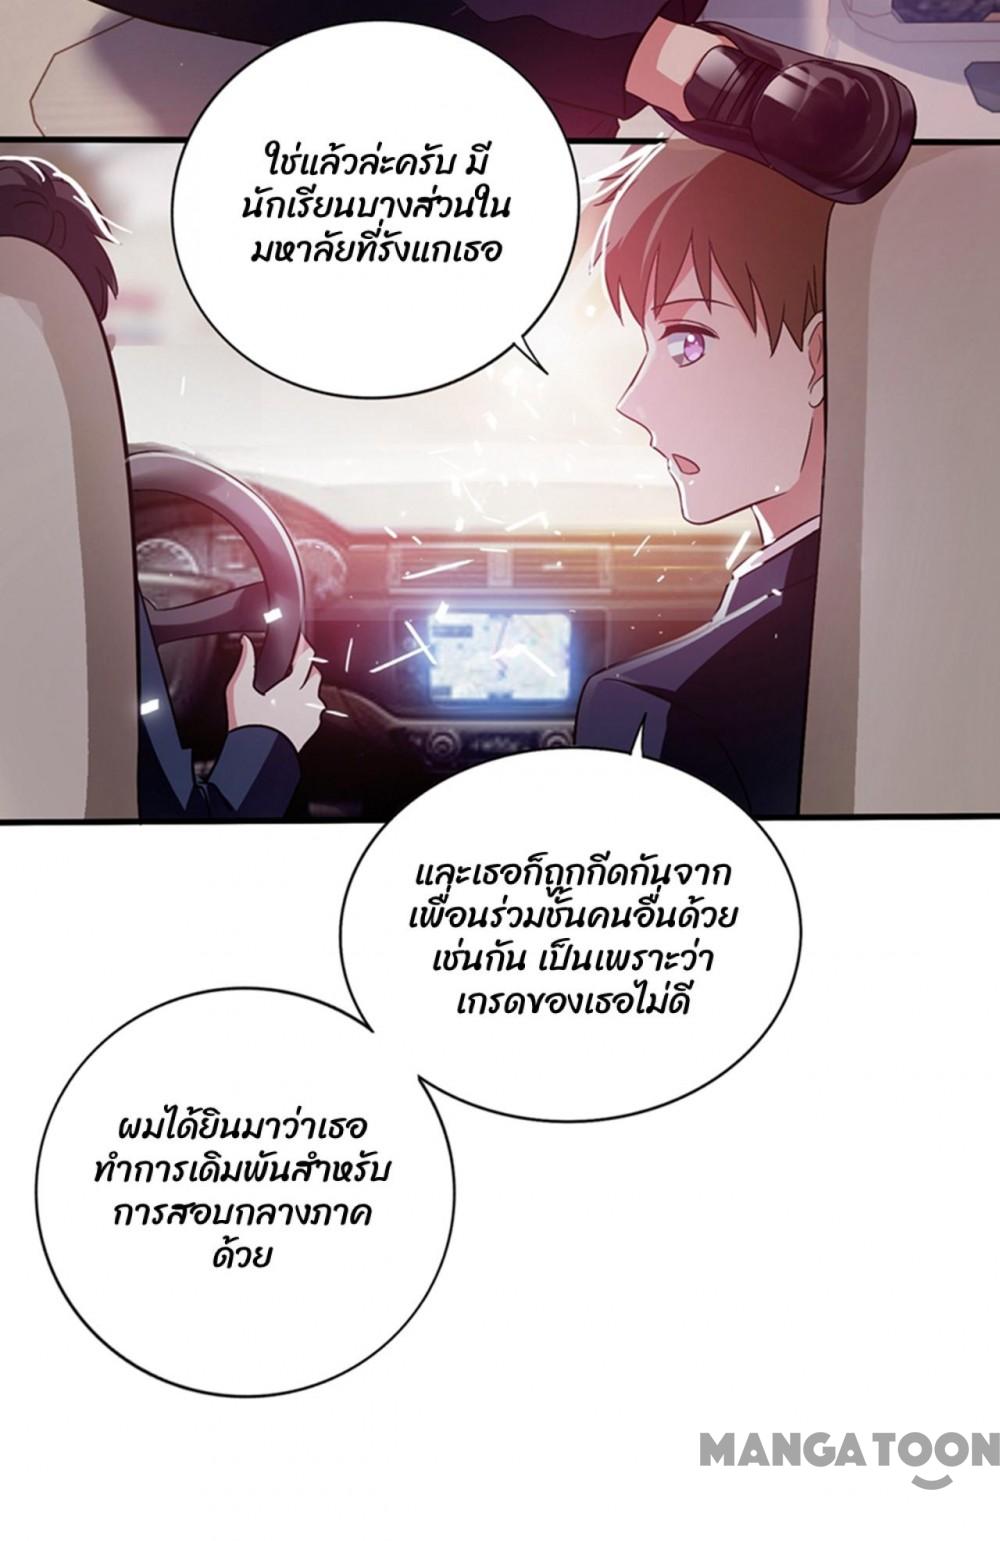 ใช่แล้วล่ะครับ มี
นักเรียนบางส่วนใน
มหาลัยที่รังแกเธอ
และเธอก็ถูกกีดกันจาก
เพื่อนร่วมชั้นคนอื่นด้วย
เช่นกัน เป็นเพราะว่า
เกรดของเธอไม่ดี
ผมได้ยินมาว่าเธอ
ทำการเดิมพันสำหรับ
การสอบกลางภาค
ด้วย
MANGATOON